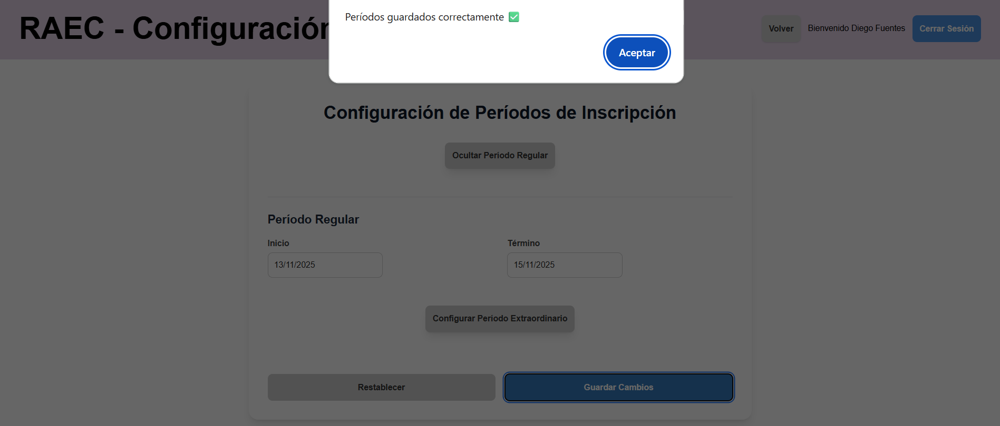 Períodos guardados correctamente ✅
Aceptar
RAEC - Configuración
Volver
Bienvenido Diego Fuentes
Cerrar Sesión
Configuración de Períodos de Inscripción
Ocultar Período Regular
Período Regular
Inicio
Término
13/11/2025
15/11/2025
Configurar Período Extraordinario
Restablecer
Guardar Cambios